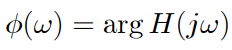 ϕ(ω) = arg H(jω)